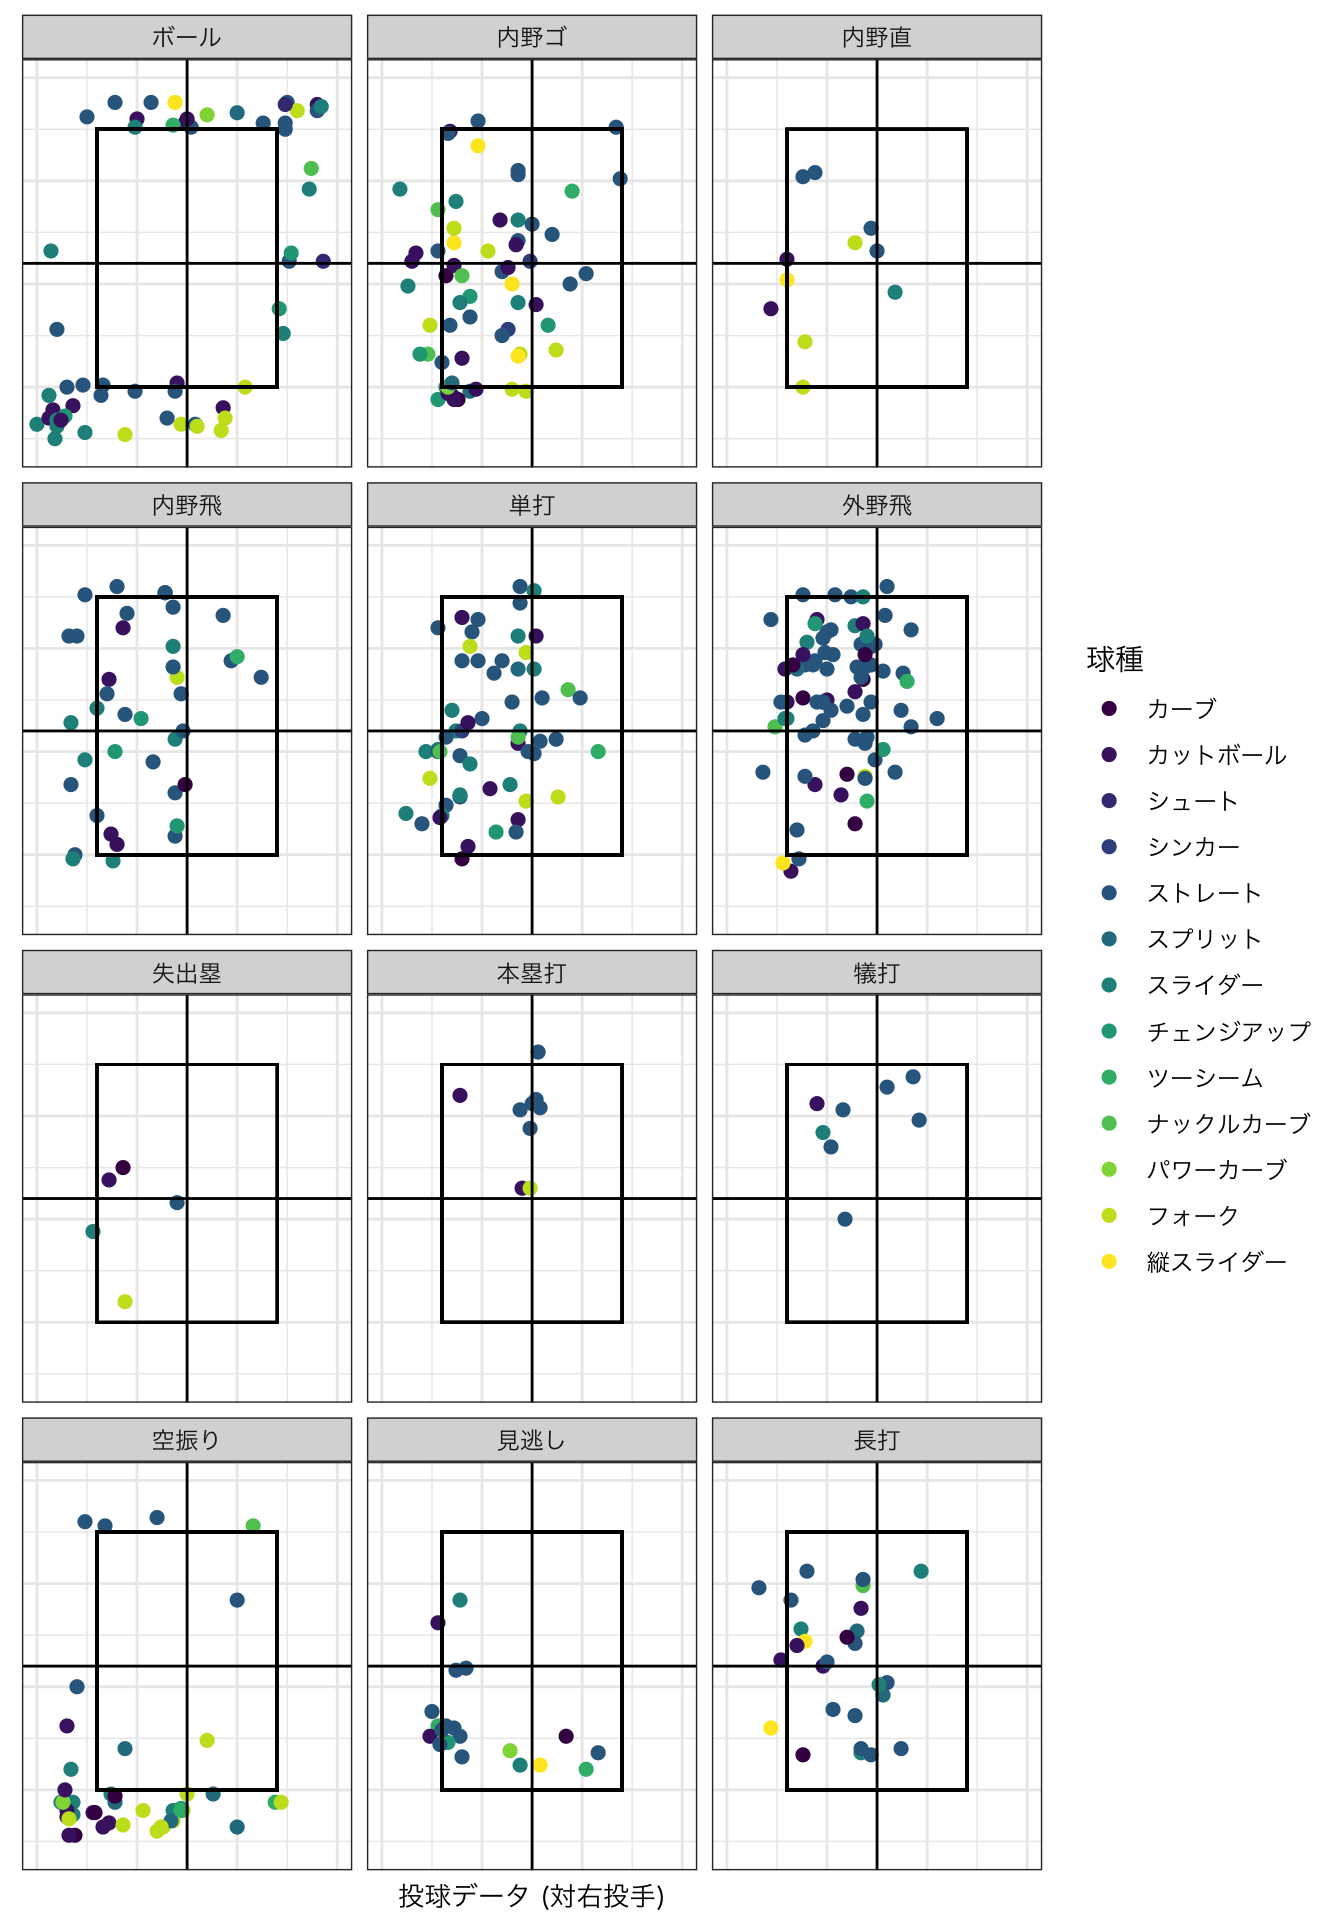 ボール
内野ゴ
内野直
内野飛
単打
外野飛
失出塁
本塁打
犠打
空振り
見逃し
長打
投球データ (対右投手)
球種
カーブ
カットボール
シュート
シンカー
ストレート
スプリット
スライダー
チェンジアップ
ツーシーム
ナックルカーブ
パワーカーブ
フォーク
縦スライダー